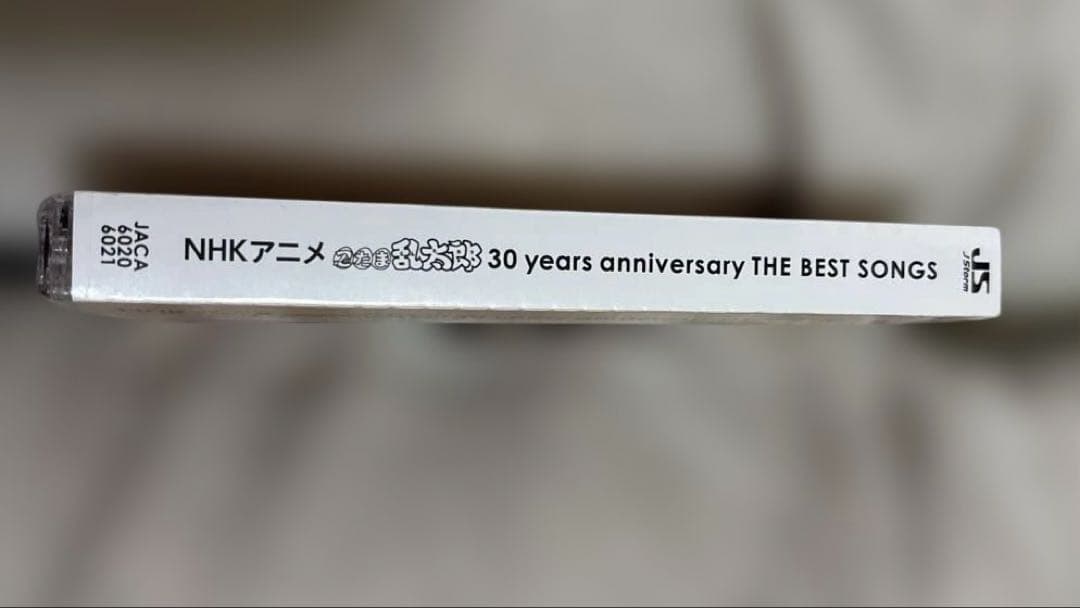 JACA
6020
6021
NHKアニメ 忍たま乱太郎 30 years anniversary THE BEST SONGS
JS
JStorm